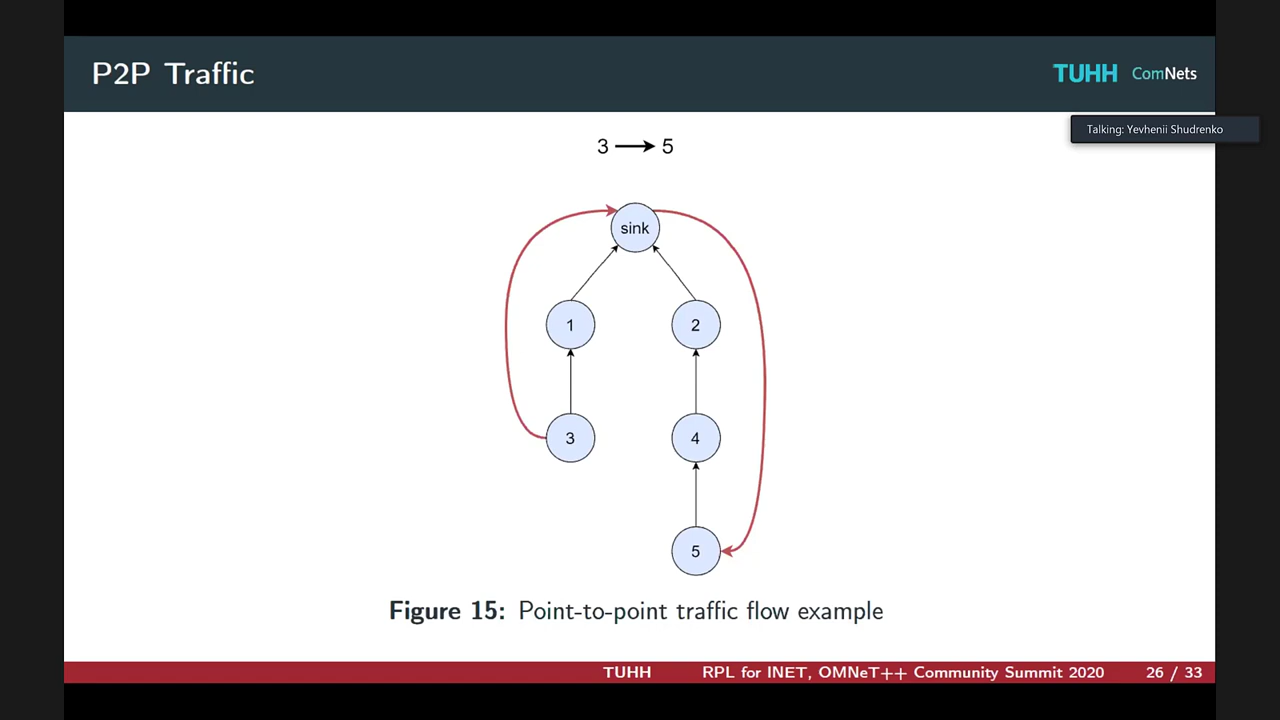 P2P Traffic
TUHH ComNets
Talking: Yevhenii Shudrenko
3 → 5
sink
1 2
3 4
5
Figure 15: Point-to-point traffic flow example
TUHH RPL for INET, OMNeT++ Community Summit 2020 26 / 33